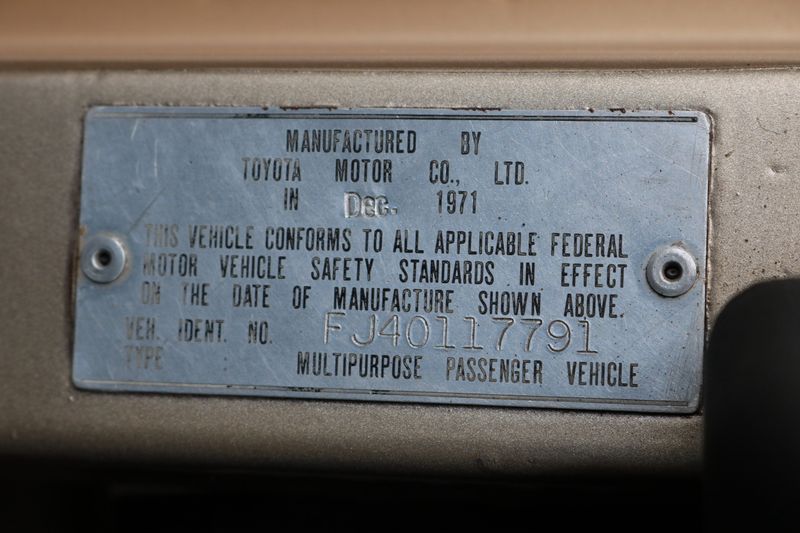 MANUFACTURED BY
TOYOTA MOTOR CO., LTD.
IN Dec. 1971
THIS VEHICLE CONFORMS TO ALL APPLICABLE FEDERAL
MOTOR VEHICLE SAFETY STANDARDS IN EFFECT
ON THE DATE OF MANUFACTURE SHOWN ABOVE.
VEH. IDENT. NO. FJ40117791
TYPE MULTIPURPOSE PASSENGER VEHICLE